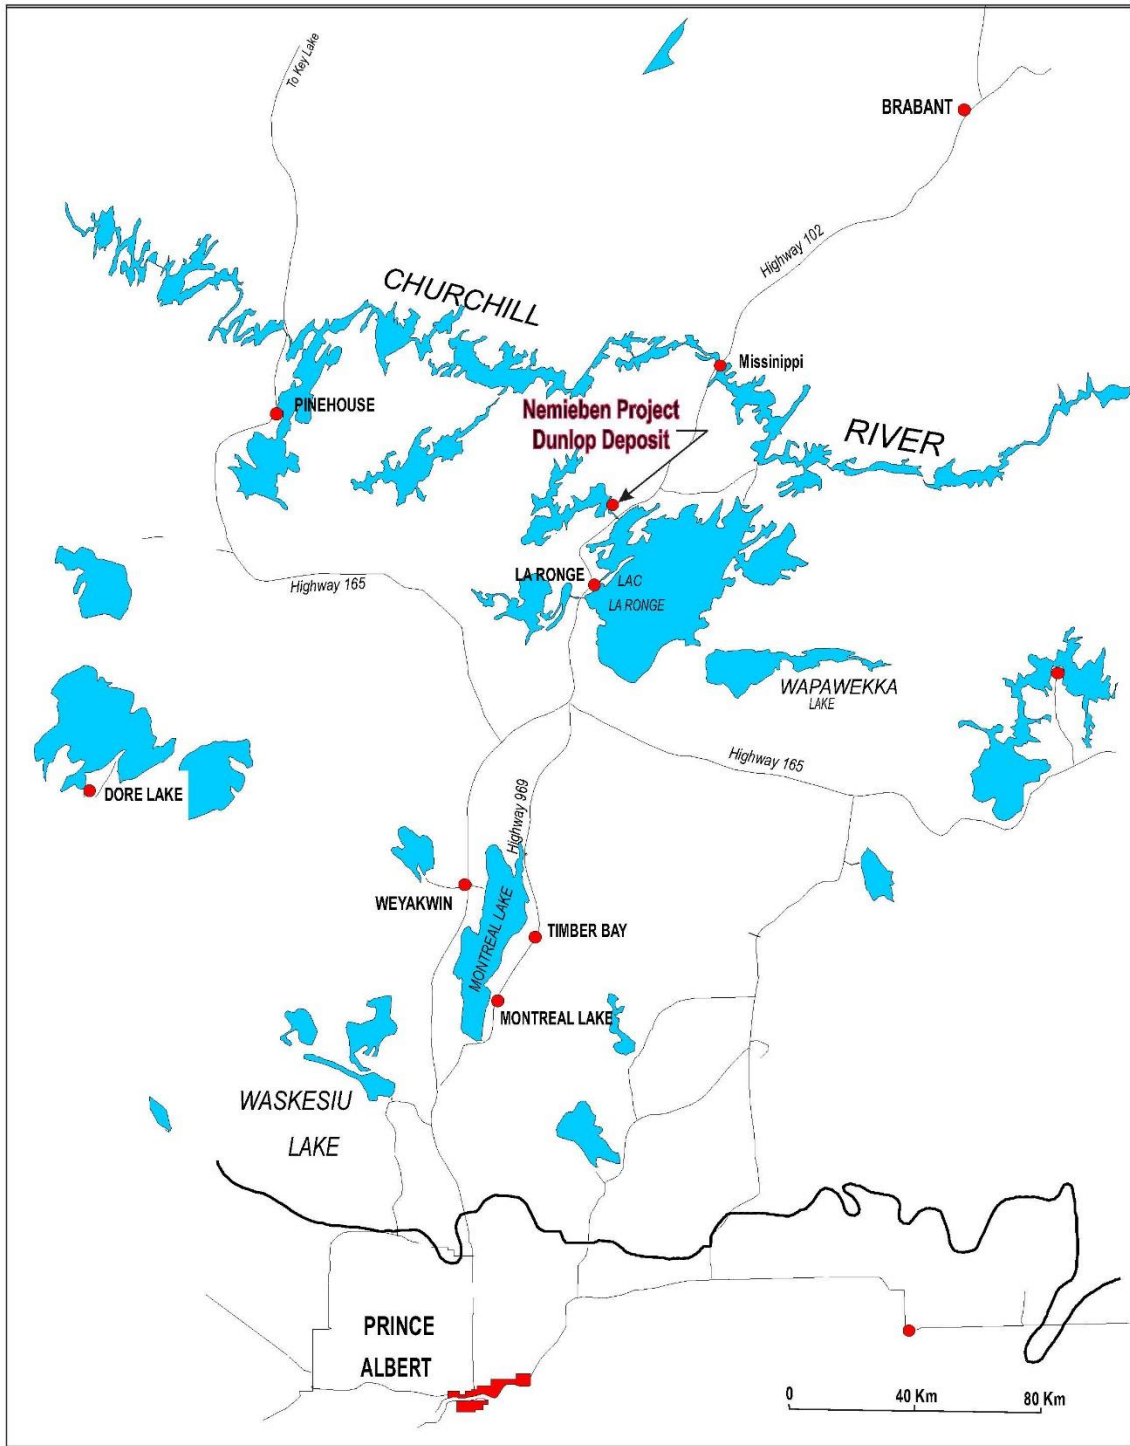 To Key Lake
BRABANT
Highway 102
CHURCHILL
Missinippi
PINEHOUSE
Nemieben Project
Dunlop Deposit
RIVER
LA RONGE
LAC
LA RONGE
Highway 165
WAPAWEKKA
LAKE
Highway 165
DORE LAKE
Highway 969
WEYAKWIN
MONTREAL LAKE
TIMBER BAY
MONTREAL LAKE
WASKESIU
LAKE
PRINCE
ALBERT
0
40 Km
80 Km